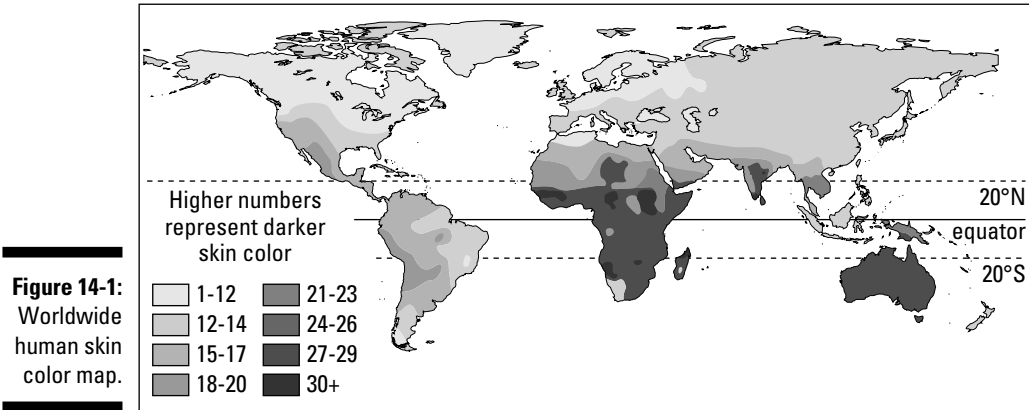 Figure 14-1:
Worldwide
human skin
color map.
Higher numbers
represent darker
skin color
1-12
12-14
15-17
18-20
21-23
24-26
27-29
30+
20°N
equator
20°S